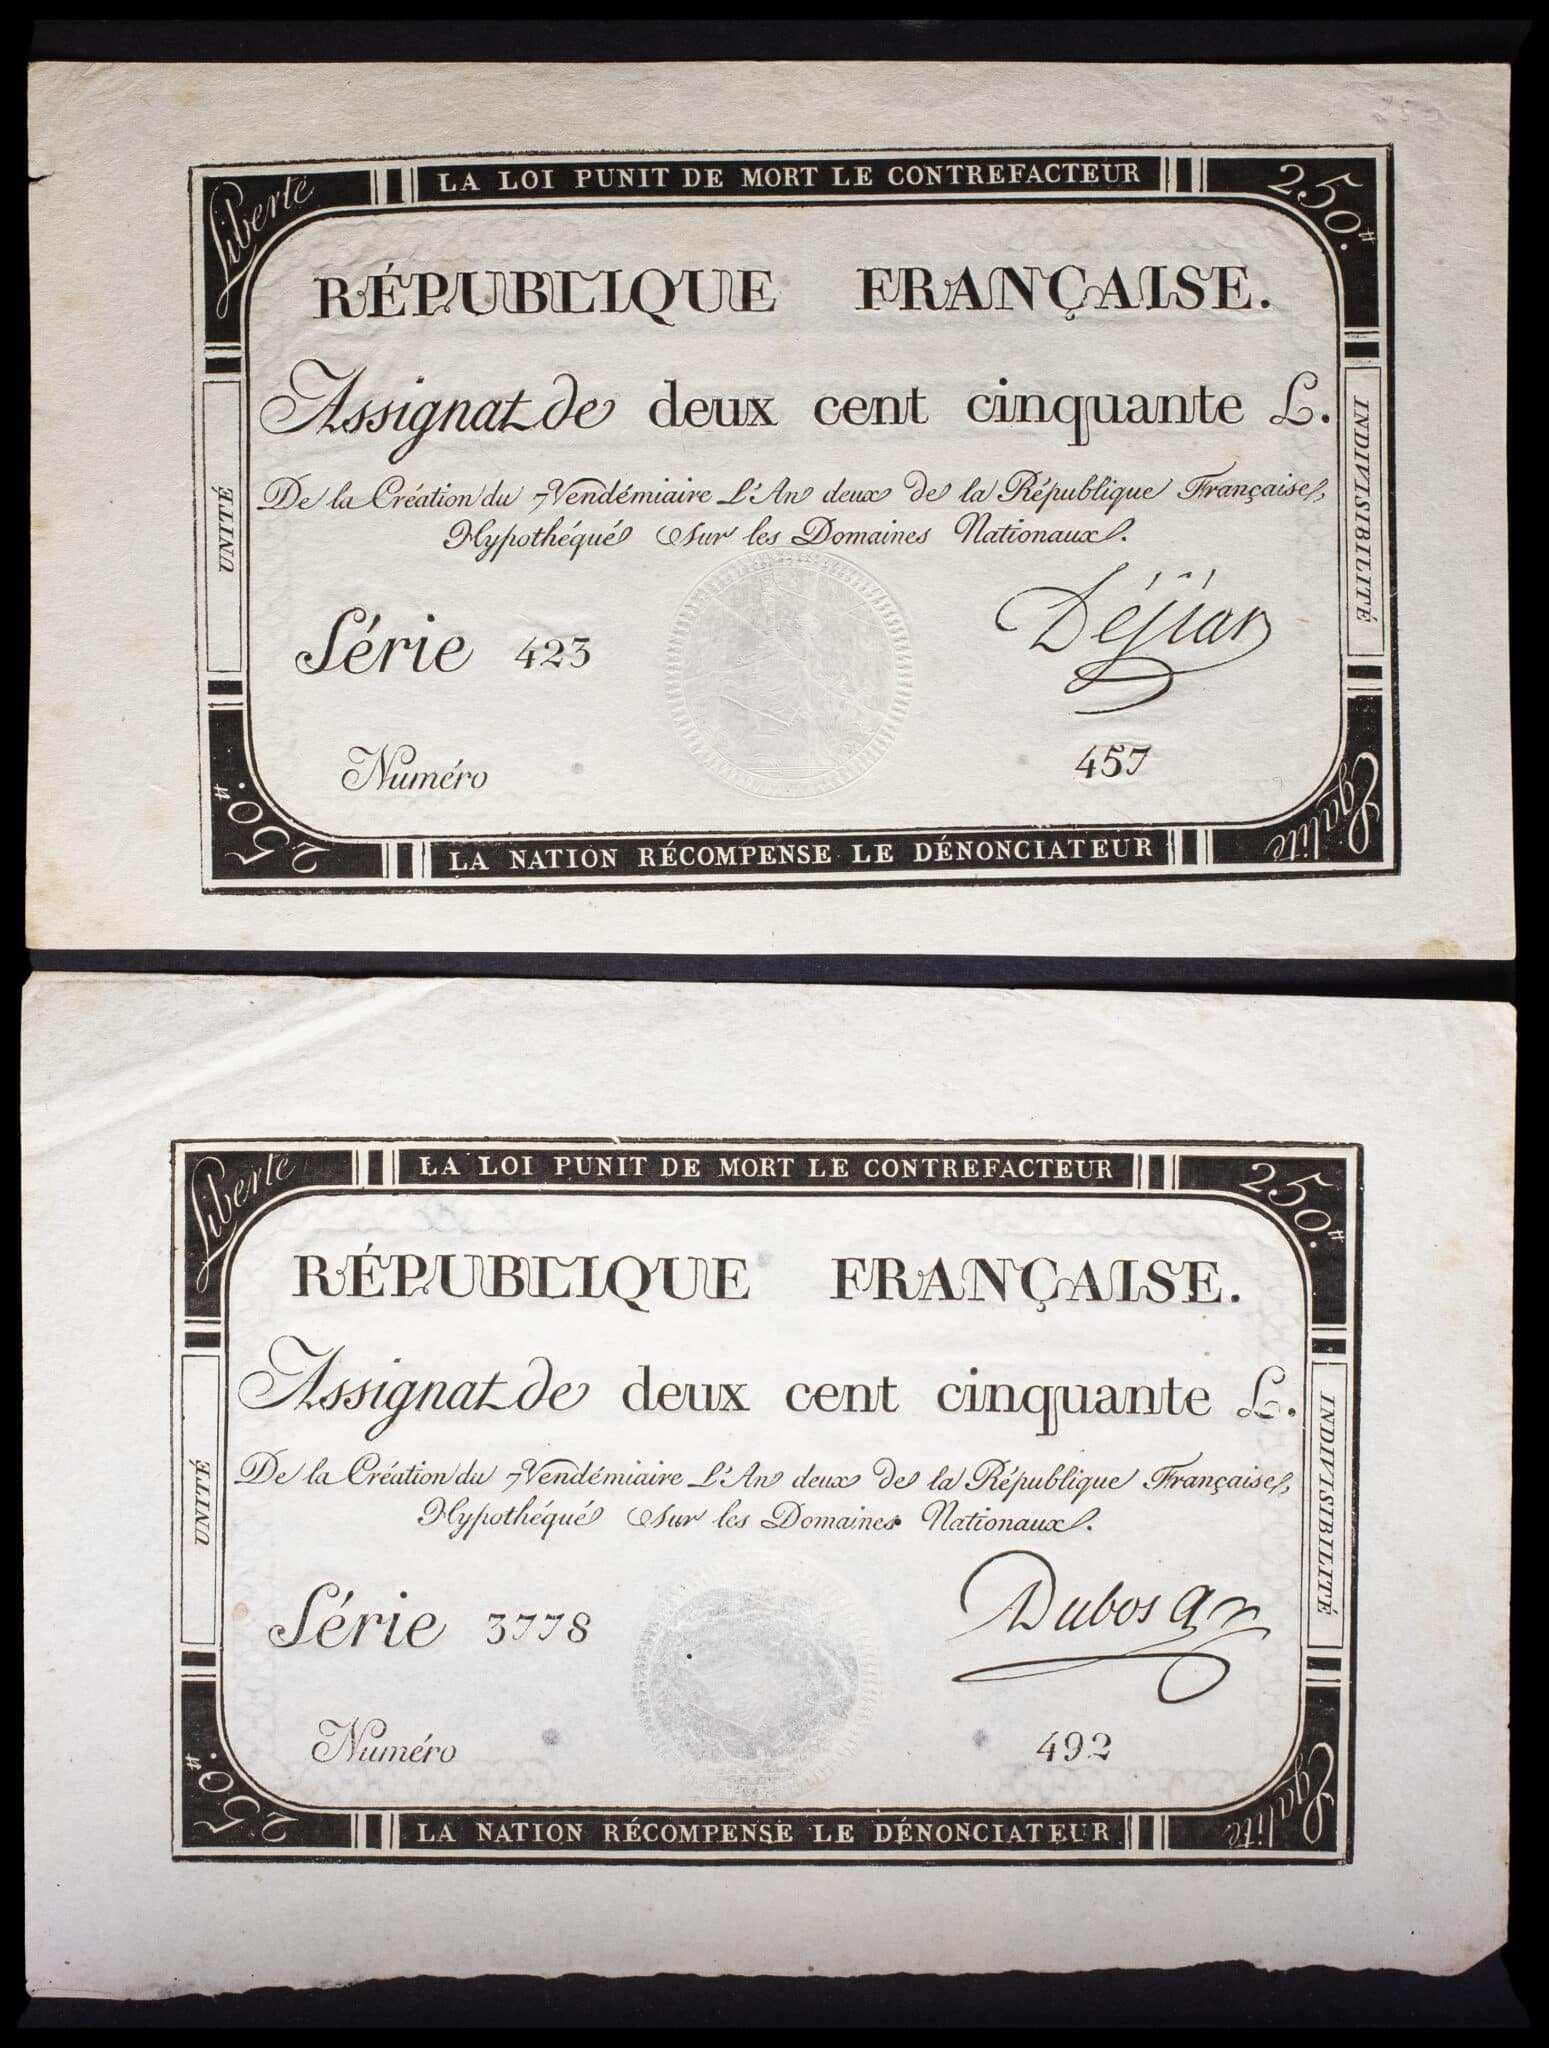 LA LOI PUNIT DE MORT LE CONTREFACTEUR
Liberté
250.#
RÉPUBLIQUE FRANÇAISE.
Assignat de deux cent cinquante L.
De la Création du 7 Vendémiaire L'An deux de la République Française,
Hypothéqué sur les Domaines Nationaux.
UNITÉ
INDIVISIBILITÉ
Série 423
Numéro
457
250.#
Egalité
LA NATION RÉCOMPENSE LE DÉNONCIATEUR
LA LOI PUNIT DE MORT LE CONTREFACTEUR
Liberté
250.#
RÉPUBLIQUE FRANÇAISE.
Assignat de deux cent cinquante L.
De la Création du 7 Vendémiaire L'An deux de la République Française,
Hypothéqué sur les Domaines Nationaux.
UNITÉ
INDIVISIBILITÉ
Série 3778
Numéro
492
250.#
Egalité
LA NATION RÉCOMPENSE LE DÉNONCIATEUR